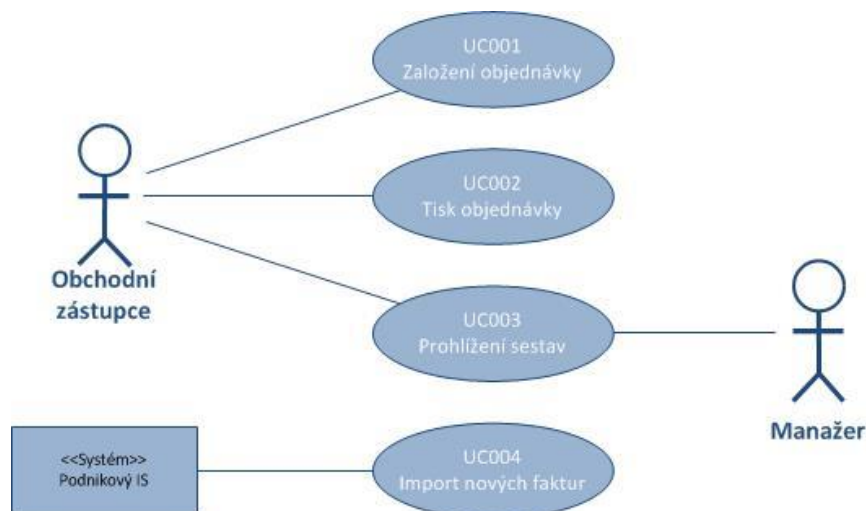 UC001
Založení objednávky
UC002
Tisk objednávky
Obchodní
zástupce
UC003
Prohlížení sestav
Manažer
<<Systém>>
Podnikový IS
UC004
Import nových faktur